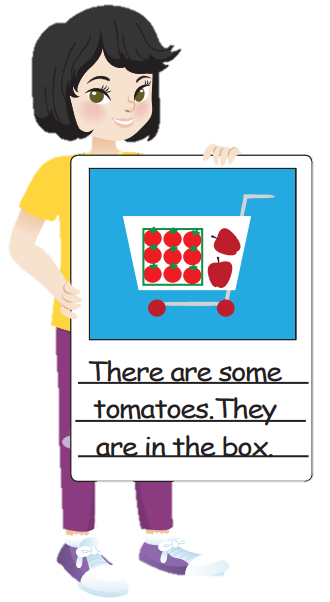 There are some
tomatoes.They
are in the box.